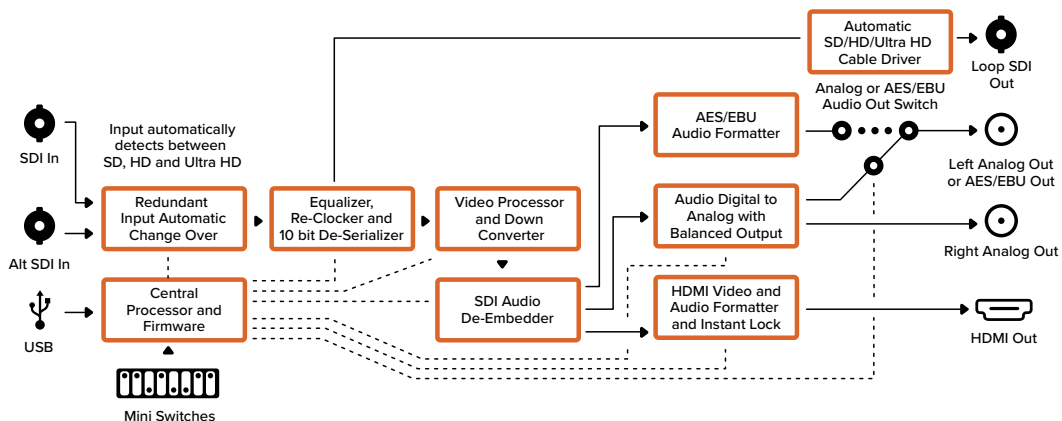 Automatic
SD/HD/Ultra HD
Cable Driver
Loop SDI
Out
Analog or AES/EBU
Audio Out Switch
SDI In
Input automatically
detects between
SD, HD and Ultra HD
AES/EBU
Audio Formatter
Left Analog Out
or AES/EBU Out
Alt SDI In
Redundant
Input Automatic
Change Over
Equalizer,
Re-Clocker and
10 bit De-Serializer
Video Processor
and Down
Converter
Audio Digital to
Analog with
Balanced Output
Right Analog Out
USB
Central
Processor and
Firmware
SDI Audio
De-Embedder
HDMI Video and
Audio Formatter
and Instant Lock
HDMI Out
Mini Switches